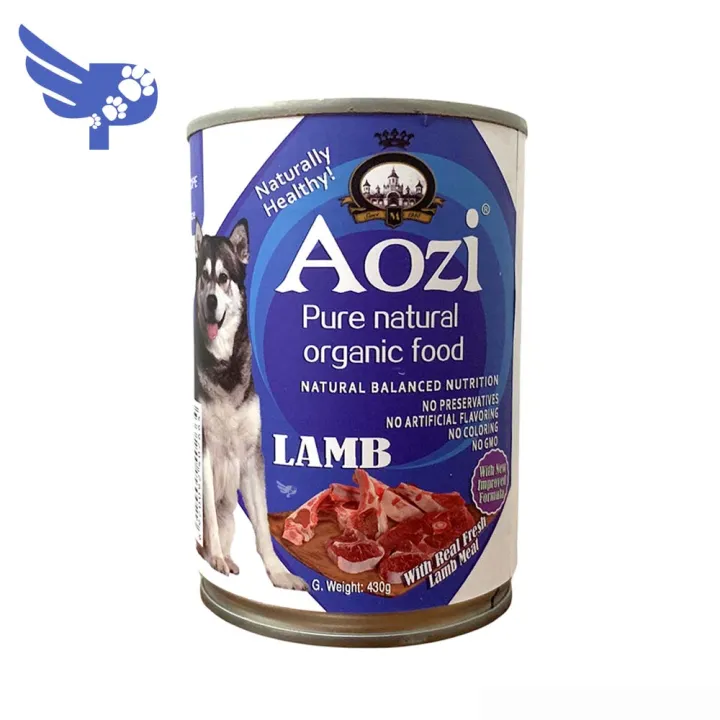 Naturally
Healthy!
Aozi®
Pure natural
organic food
NATURAL BALANCED NUTRITION
NO PRESERVATIVES
NO ARTIFICIAL FLAVORING
NO COLORING
NO GMO
LAMB
With New
Improved
Formula
With Real Fresh
Lamb Meat
G. Weight: 430g